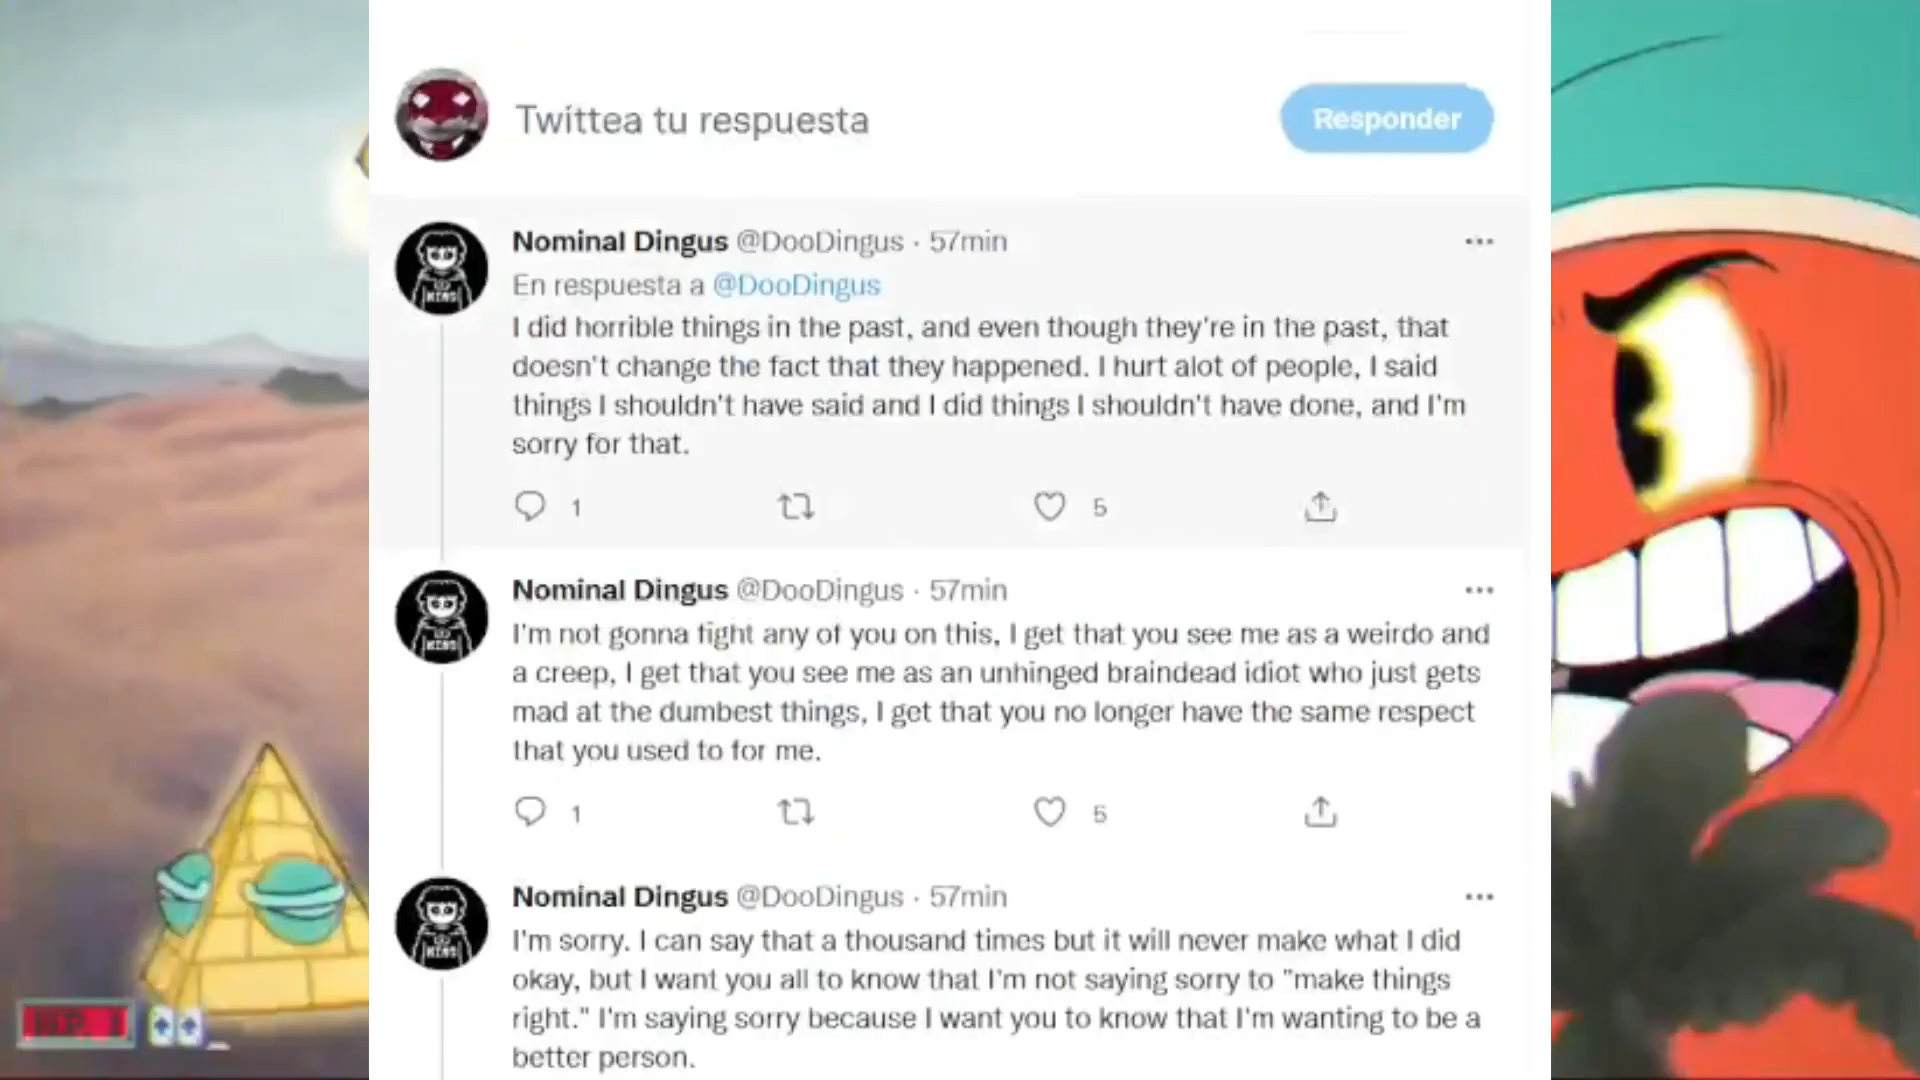 Twittea tu respuesta
Responder
Nominal Dingus @DooDingus · 57min
En respuesta a @DooDingus
I did horrible things in the past, and even though they're in the past, that
doesn't change the fact that they happened. I hurt alot of people, I said
things I shouldn't have said and I did things I shouldn't have done, and I'm
sorry for that.
1 5
Nominal Dingus @DooDingus · 57min
I'm not gonna fight any of you on this, I get that you see me as a weirdo and
a creep, I get that you see me as an unhinged braindead idiot who just gets
mad at the dumbest things, I get that you no longer have the same respect
that you used to for me.
1 5
Nominal Dingus @DooDingus · 57min
I'm sorry. I can say that a thousand times but it will never make what I did
okay, but I want you all to know that I'm not saying sorry to "make things
right." I'm saying sorry because I want you to know that I'm wanting to be a
better person.
HP. 1